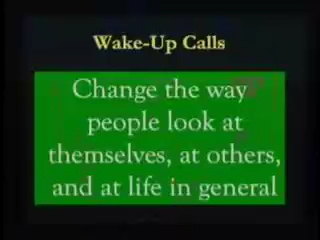 Wake-Up Calls
Change the way
people look at
themselves, at others,
and at life in general